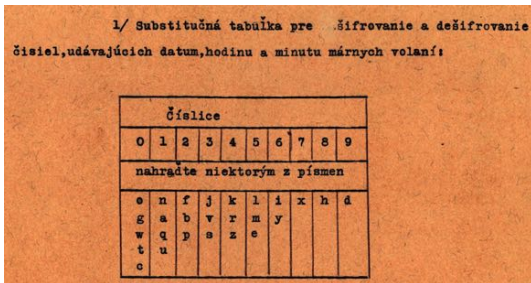 1/ Substitučná tabuľka pre šifrovanie a dešifrovanie
čisiel,udávajúcich datum,hodinu a minutu márnych volaní:
číslice
0 1 2 3 4 5 6 7 8 9
nahraďte niektorým z písmen
o n f j k l i x h d
g a b v r m y
w q p s z e
t u
c